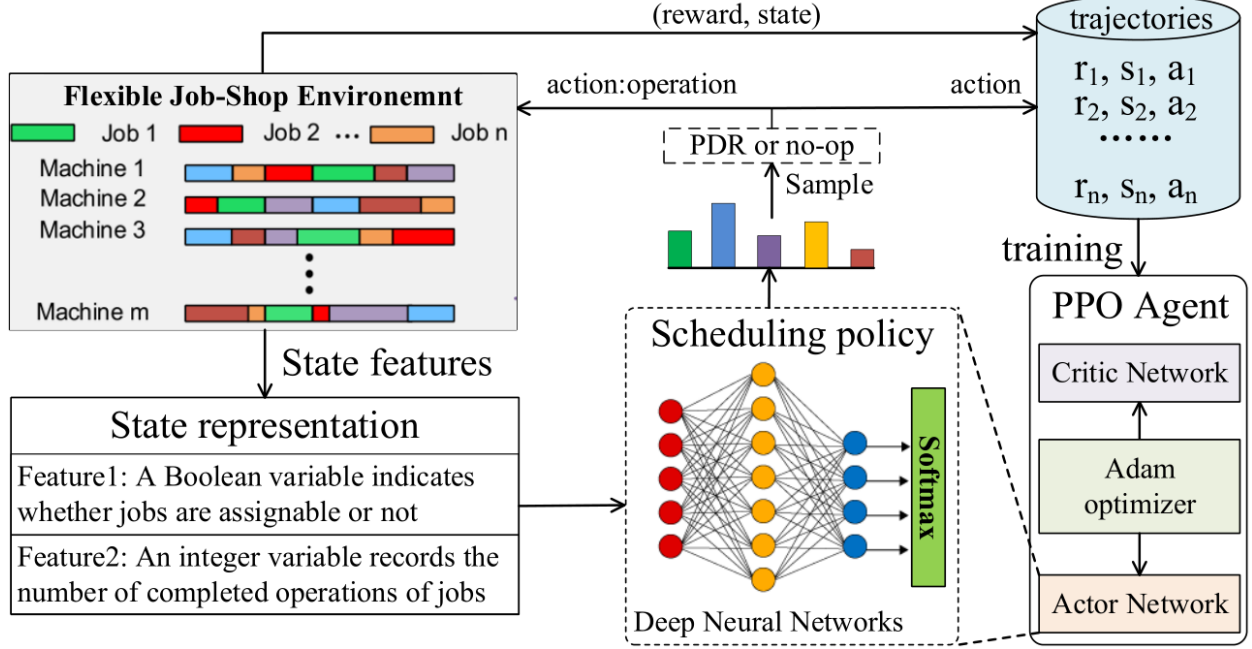 (reward, state)
trajectories
r1, s1, a1
r2, s2, a2
······
rn, sn, an
Flexible Job-Shop Environemnt
Job 1
Job 2
...
Job n
Machine 1
Machine 2
Machine 3
Machine m
action:operation
action
PDR or no-op
Sample
training
State features
State representation
Feature1: A Boolean variable indicates
whether jobs are assignable or not
Feature2: An integer variable records the
number of completed operations of jobs
Scheduling policy
Softmax
Deep Neural Networks
PPO Agent
Critic Network
Adam
optimizer
Actor Network